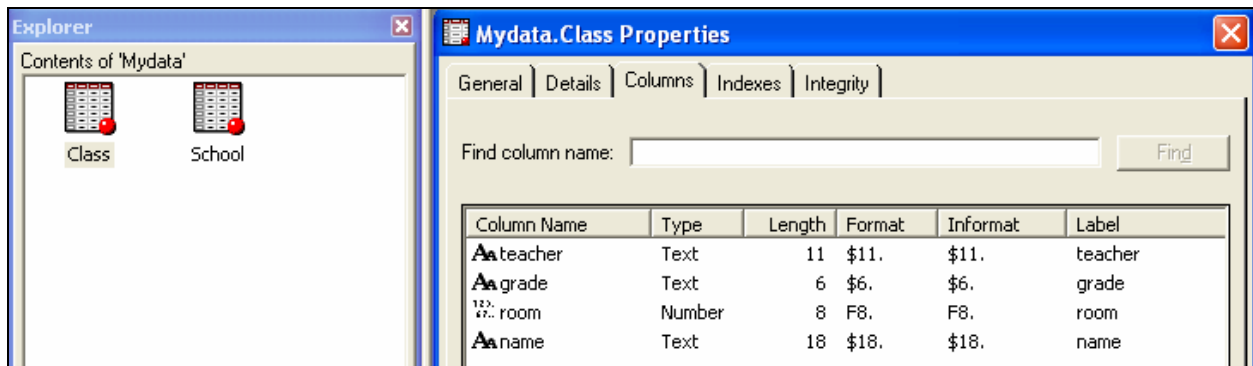 Explorer
Contents of 'Mydata'
Class School
Mydata.Class Properties
General Details Columns Indexes Integrity
Find column name: Find
Column Name Type Length Format Informat Label
teacher Text 11 $11. $11. teacher
grade Text 6 $6. $6. grade
room Number 8 F8. F8. room
name Text 18 $18. $18. name